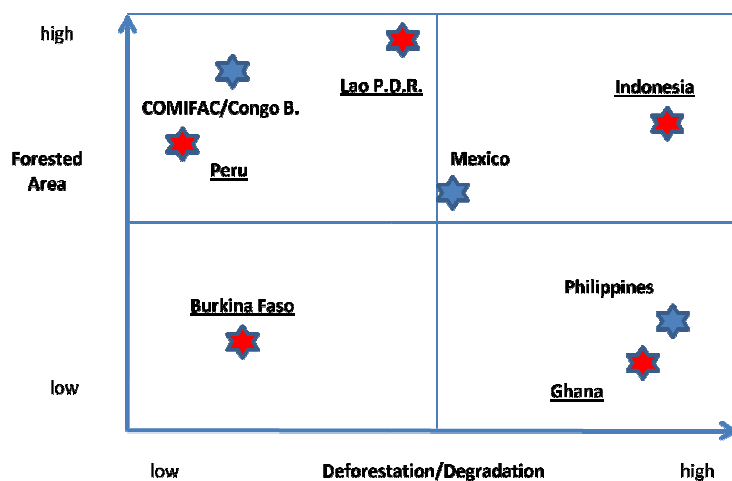 high
Lao P.D.R.
Indonesia
COMIFAC/Congo B.
Forested
Area
Mexico
Peru
Philippines
Burkina Faso
low
Ghana
low
Deforestation/Degradation
high